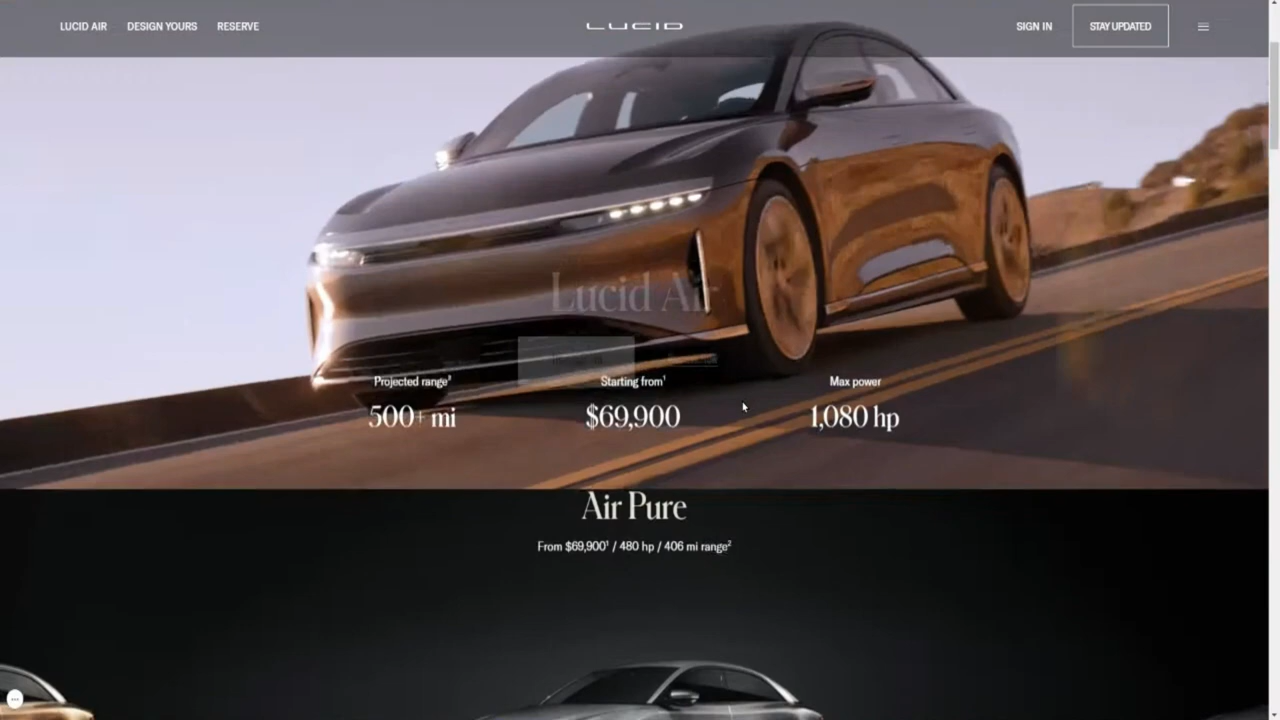 LUCID AIR DESIGN YOURS RESERVE LUCID SIGN IN STAY UPDATED
Lucid Air
Projected range³ Starting from¹ Max power
500+ mi $69,900 1,080 hp
Air Pure
From $69,900¹ / 480 hp / 406 mi range²